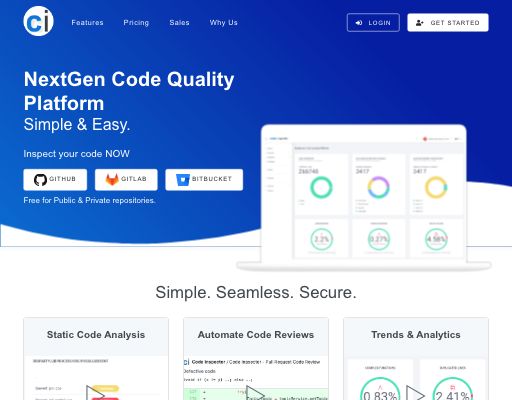 ci
Features Pricing Sales Why Us
LOGIN
GET STARTED
NextGen Code Quality
Platform
Simple & Easy.
Inspect your code NOW
GITHUB
GITLAB
BITBUCKET
Free for Public & Private repositories.
3417
2417
2.2%
0.27%
4.58%
Simple. Seamless. Secure.
Static Code Analysis
Automate Code Reviews
Trends & Analytics
ci Code Inspector / Code Inspector - Pull Request Code Review
Defective code
0.83%
2.41%